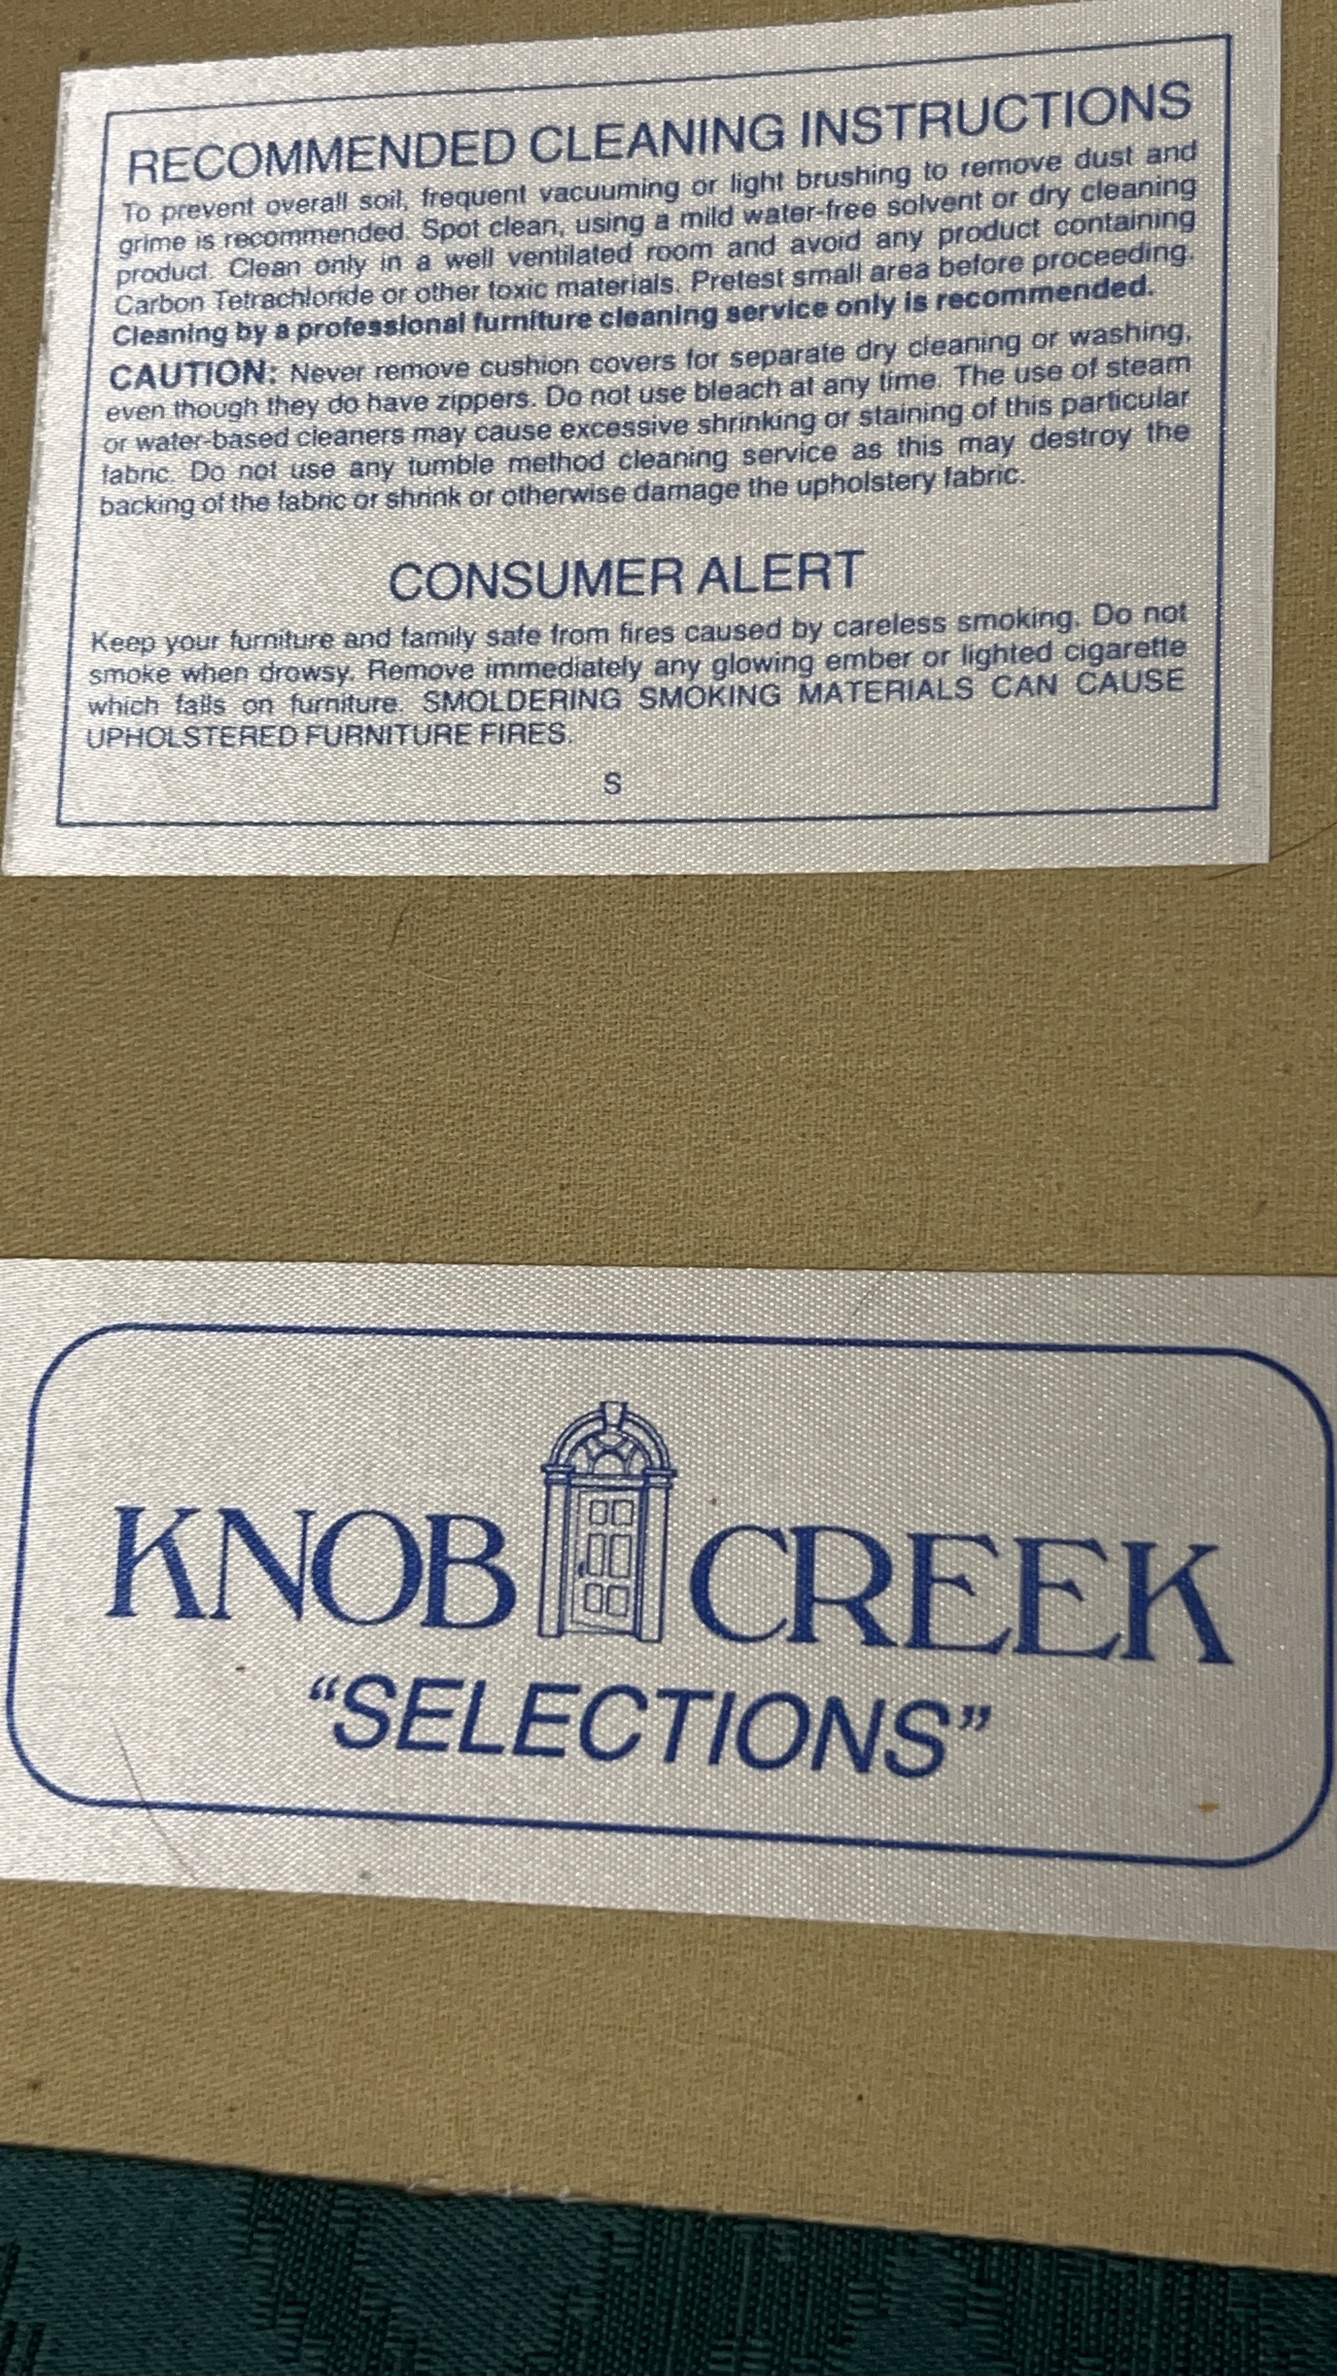 RECOMMENDED CLEANING INSTRUCTIONS
To prevent overall soil, frequent vacuuming or light brushing to remove dust and
grime is recommended. Spot clean, using a mild water-free solvent or dry cleaning
product. Clean only in a well ventilated room and avoid any product containing
Carbon Tetrachloride or other toxic materials. Pretest small area before proceeding.
Cleaning by a professional furniture cleaning service only is recommended.
CAUTION: Never remove cushion covers for separate dry cleaning or washing,
even though they do have zippers. Do not use bleach at any time. The use of steam
or water-based cleaners may cause excessive shrinking or staining of this particular
fabric. Do not use any tumble method cleaning service as this may destroy the
backing of the fabric or shrink or otherwise damage the upholstery fabric.
CONSUMER ALERT
Keep your furniture and family safe from fires caused by careless smoking. Do not
smoke when drowsy. Remove immediately any glowing ember or lighted cigarette
which falls on furniture. SMOLDERING SMOKING MATERIALS CAN CAUSE
UPHOLSTERED FURNITURE FIRES.
S
KNOB CREEK
"SELECTIONS"